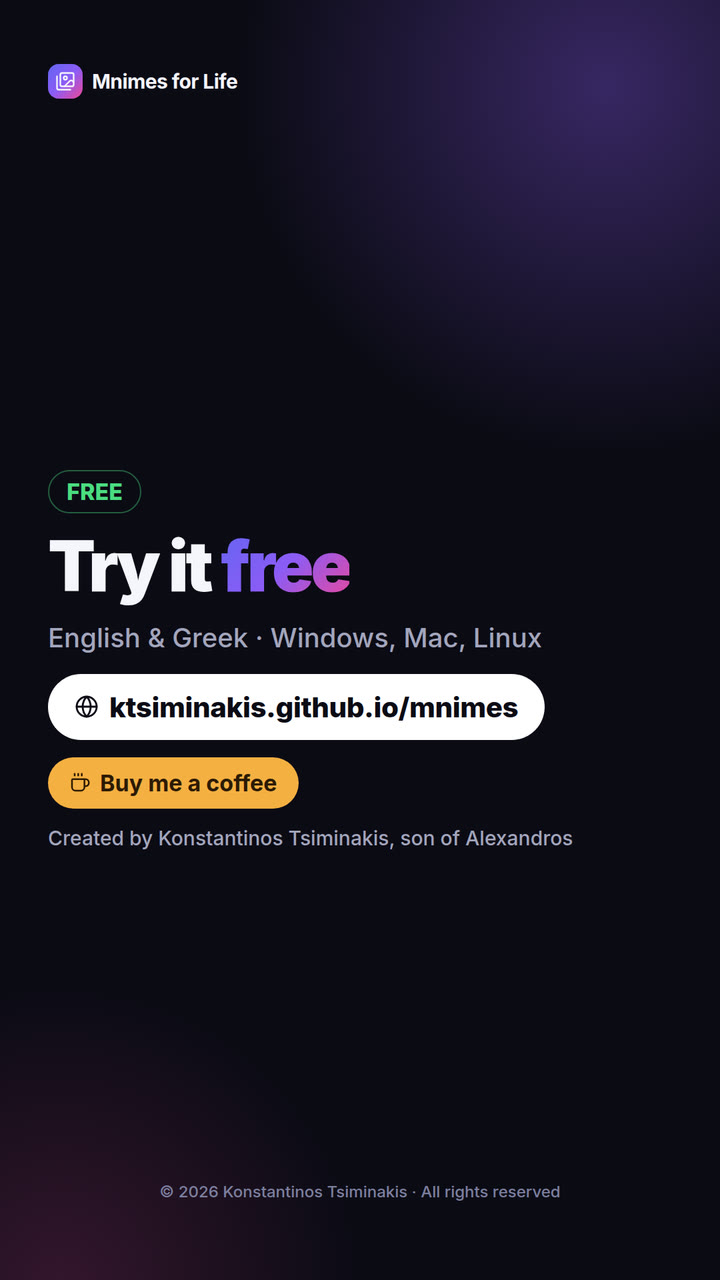 Mnimes for Life
FREE
Try it free
English & Greek · Windows, Mac, Linux
ktsiminakis.github.io/mnimes
Buy me a coffee
Created by Konstantinos Tsiminakis, son of Alexandros
© 2026 Konstantinos Tsiminakis · All rights reserved